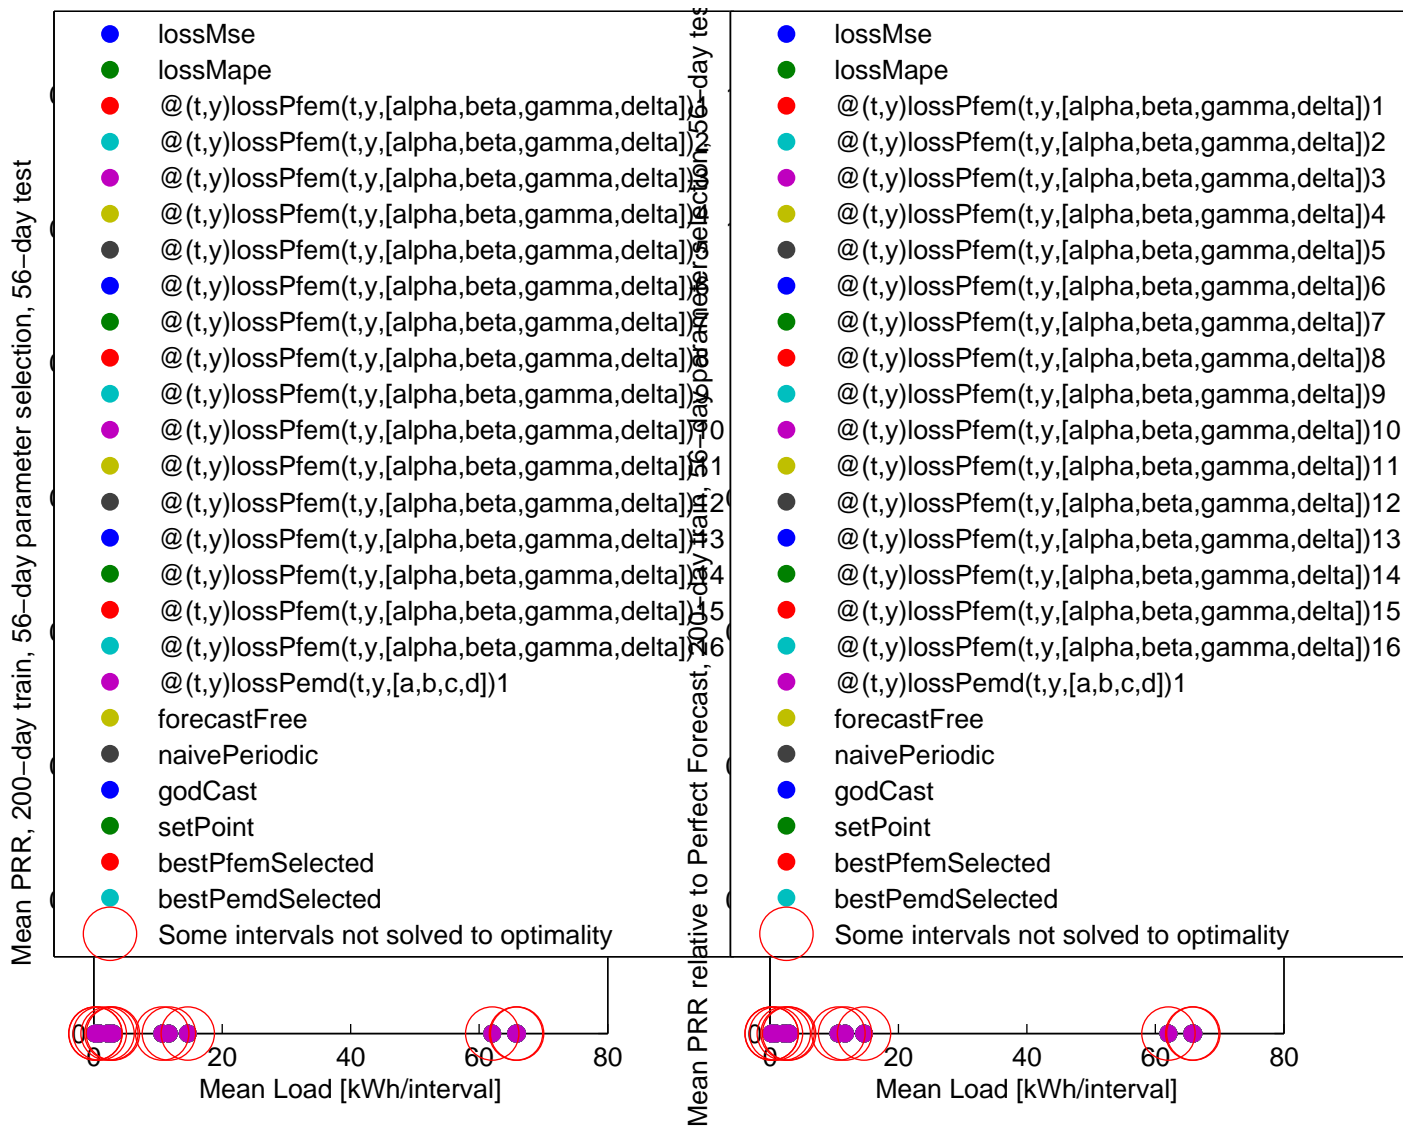 Mean PRR, 200−day train, 56−day parameter selection, 56−day test
lossMse
lossMape
@(t,y)lossPfem(t,y,[alpha,beta,gamma,delta])1
@(t,y)lossPfem(t,y,[alpha,beta,gamma,delta])2
@(t,y)lossPfem(t,y,[alpha,beta,gamma,delta])3
@(t,y)lossPfem(t,y,[alpha,beta,gamma,delta])4
@(t,y)lossPfem(t,y,[alpha,beta,gamma,delta])5
@(t,y)lossPfem(t,y,[alpha,beta,gamma,delta])6
@(t,y)lossPfem(t,y,[alpha,beta,gamma,delta])7
@(t,y)lossPfem(t,y,[alpha,beta,gamma,delta])8
@(t,y)lossPfem(t,y,[alpha,beta,gamma,delta])9
@(t,y)lossPfem(t,y,[alpha,beta,gamma,delta])10
@(t,y)lossPfem(t,y,[alpha,beta,gamma,delta])11
@(t,y)lossPfem(t,y,[alpha,beta,gamma,delta])12
@(t,y)lossPfem(t,y,[alpha,beta,gamma,delta])13
@(t,y)lossPfem(t,y,[alpha,beta,gamma,delta])14
@(t,y)lossPfem(t,y,[alpha,beta,gamma,delta])15
@(t,y)lossPfem(t,y,[alpha,beta,gamma,delta])16
@(t,y)lossPemd(t,y,[a,b,c,d])1
forecastFree
naivePeriodic
godCast
setPoint
bestPfemSelected
bestPemdSelected
Some intervals not solved to optimality
0
0 20 40 60 80
Mean Load [kWh/interval]
Mean PRR relative to Perfect Forecast, 200−day train, 56−day parameter selection, 56−day tes
lossMse
lossMape
@(t,y)lossPfem(t,y,[alpha,beta,gamma,delta])1
@(t,y)lossPfem(t,y,[alpha,beta,gamma,delta])2
@(t,y)lossPfem(t,y,[alpha,beta,gamma,delta])3
@(t,y)lossPfem(t,y,[alpha,beta,gamma,delta])4
@(t,y)lossPfem(t,y,[alpha,beta,gamma,delta])5
@(t,y)lossPfem(t,y,[alpha,beta,gamma,delta])6
@(t,y)lossPfem(t,y,[alpha,beta,gamma,delta])7
@(t,y)lossPfem(t,y,[alpha,beta,gamma,delta])8
@(t,y)lossPfem(t,y,[alpha,beta,gamma,delta])9
@(t,y)lossPfem(t,y,[alpha,beta,gamma,delta])10
@(t,y)lossPfem(t,y,[alpha,beta,gamma,delta])11
@(t,y)lossPfem(t,y,[alpha,beta,gamma,delta])12
@(t,y)lossPfem(t,y,[alpha,beta,gamma,delta])13
@(t,y)lossPfem(t,y,[alpha,beta,gamma,delta])14
@(t,y)lossPfem(t,y,[alpha,beta,gamma,delta])15
@(t,y)lossPfem(t,y,[alpha,beta,gamma,delta])16
@(t,y)lossPemd(t,y,[a,b,c,d])1
forecastFree
naivePeriodic
godCast
setPoint
bestPfemSelected
bestPemdSelected
Some intervals not solved to optimality
0
0 20 40 60 80
Mean Load [kWh/interval]